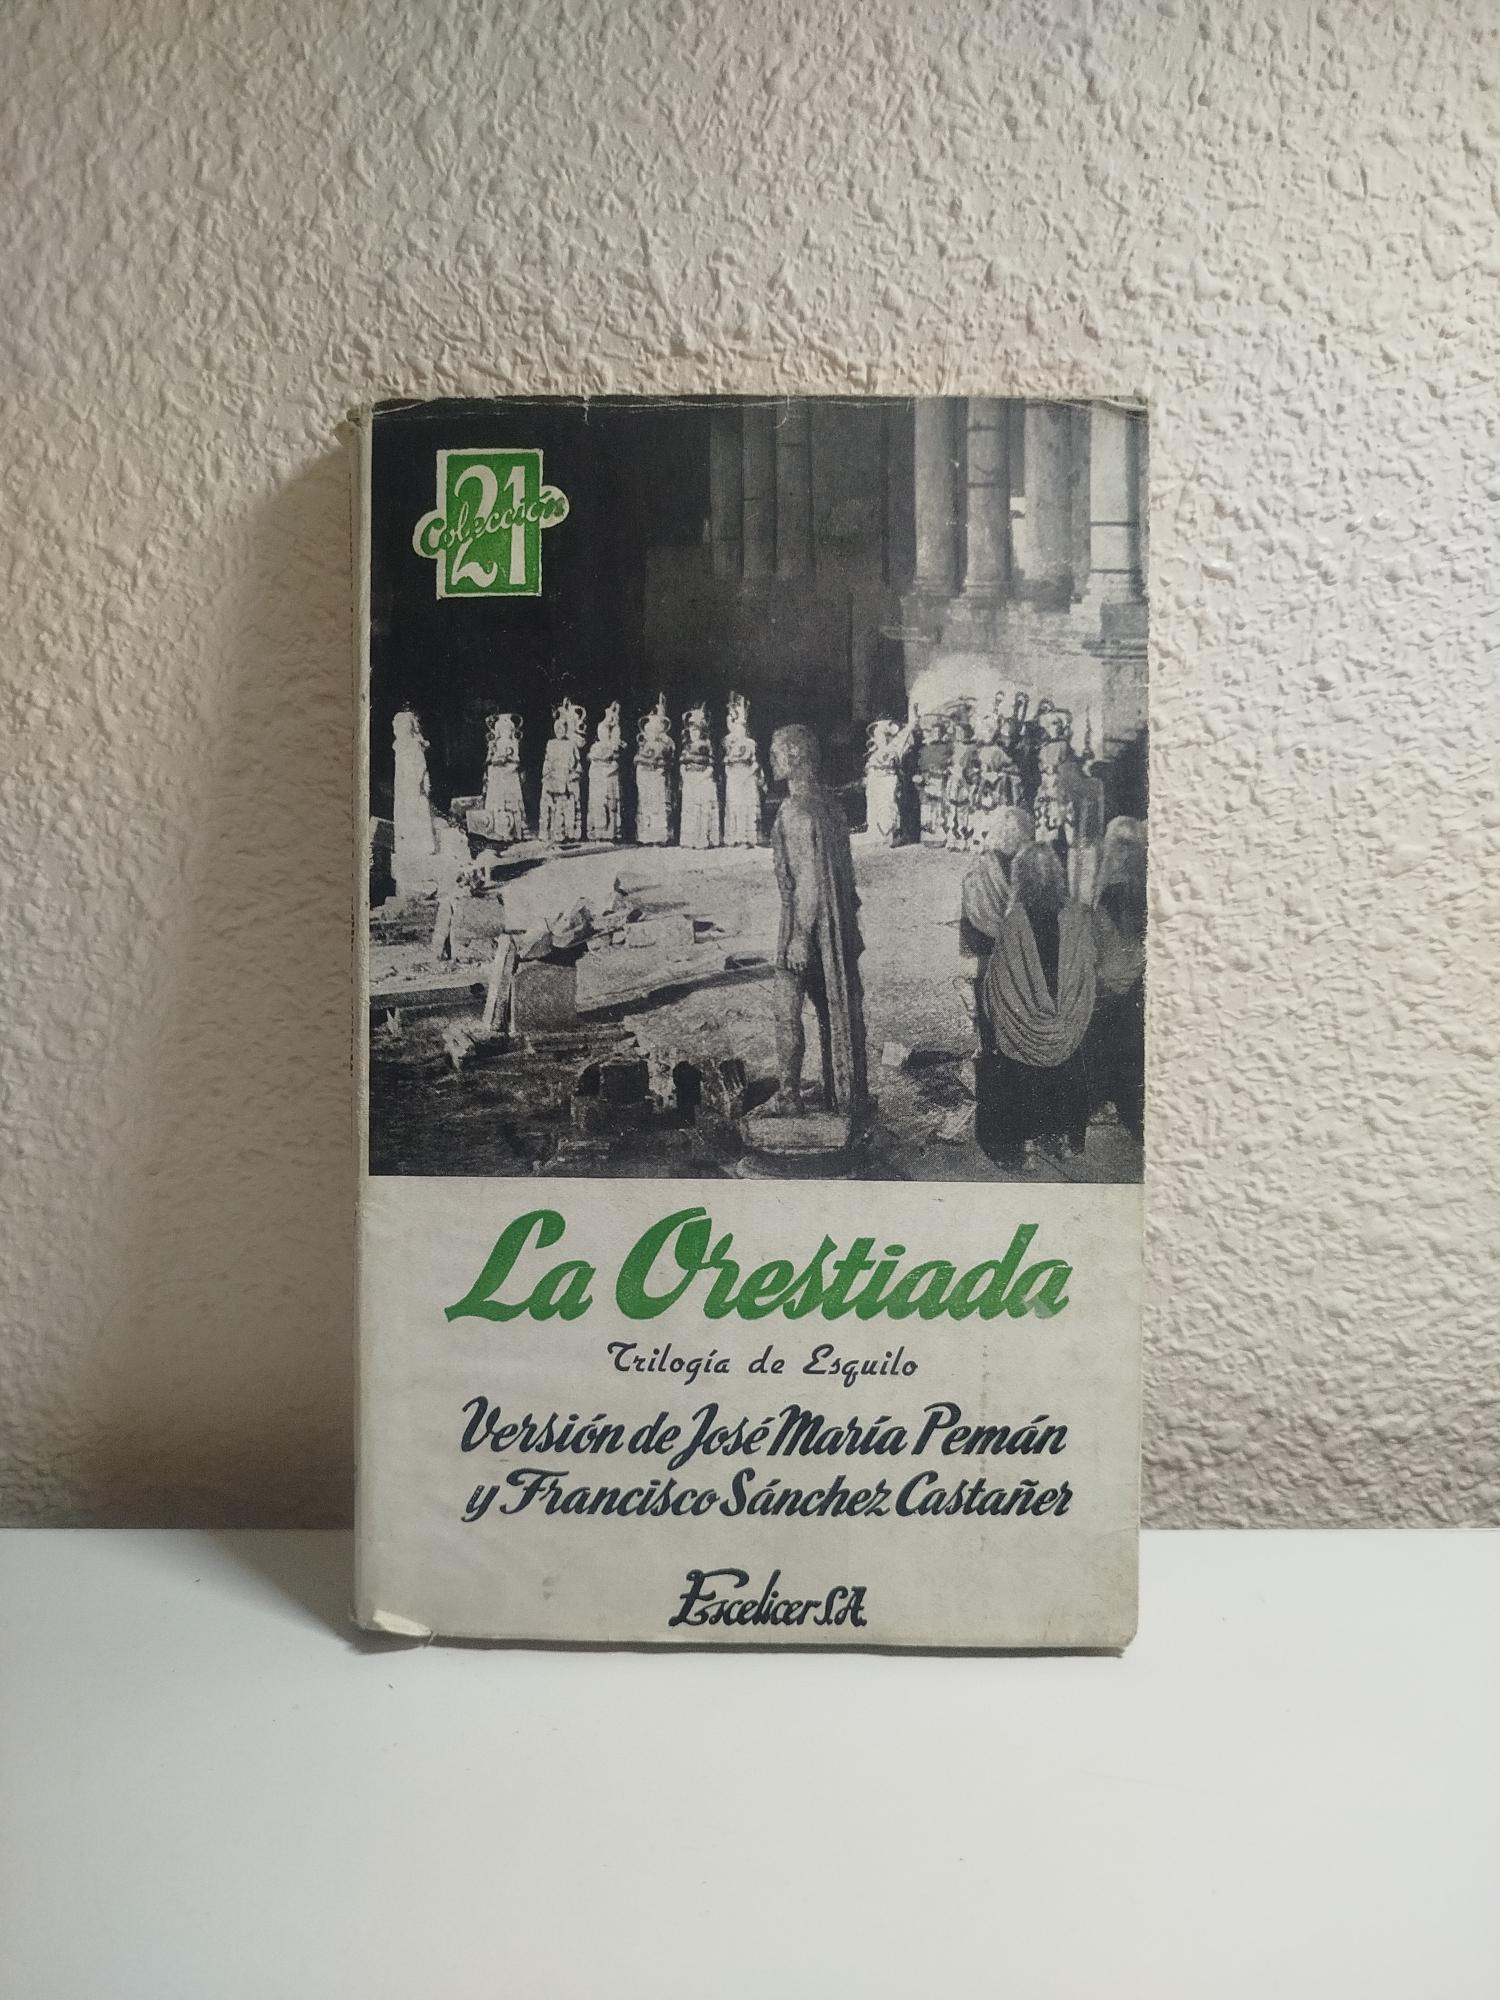 Colección
21
La Orestiada
Trilogía de Esquilo
Versión de José María Pemán
y Francisco Sánchez Castañer
Escelicer S.A.